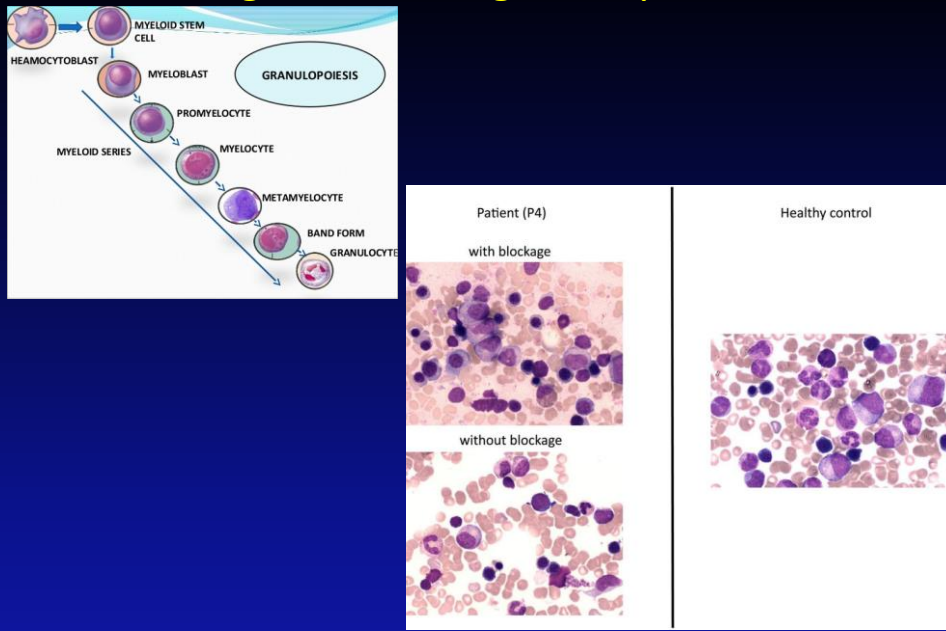 MYELOID STEM
CELL
HEAMOCYTOBLAST
MYELOBLAST
GRANULOPOIESIS
PROMYELOCYTE
MYELOID SERIES
MYELOCYTE
METAMYELOCYTE
BAND FORM
GRANULOCYTE
Patient (P4)
Healthy control
with blockage
without blockage